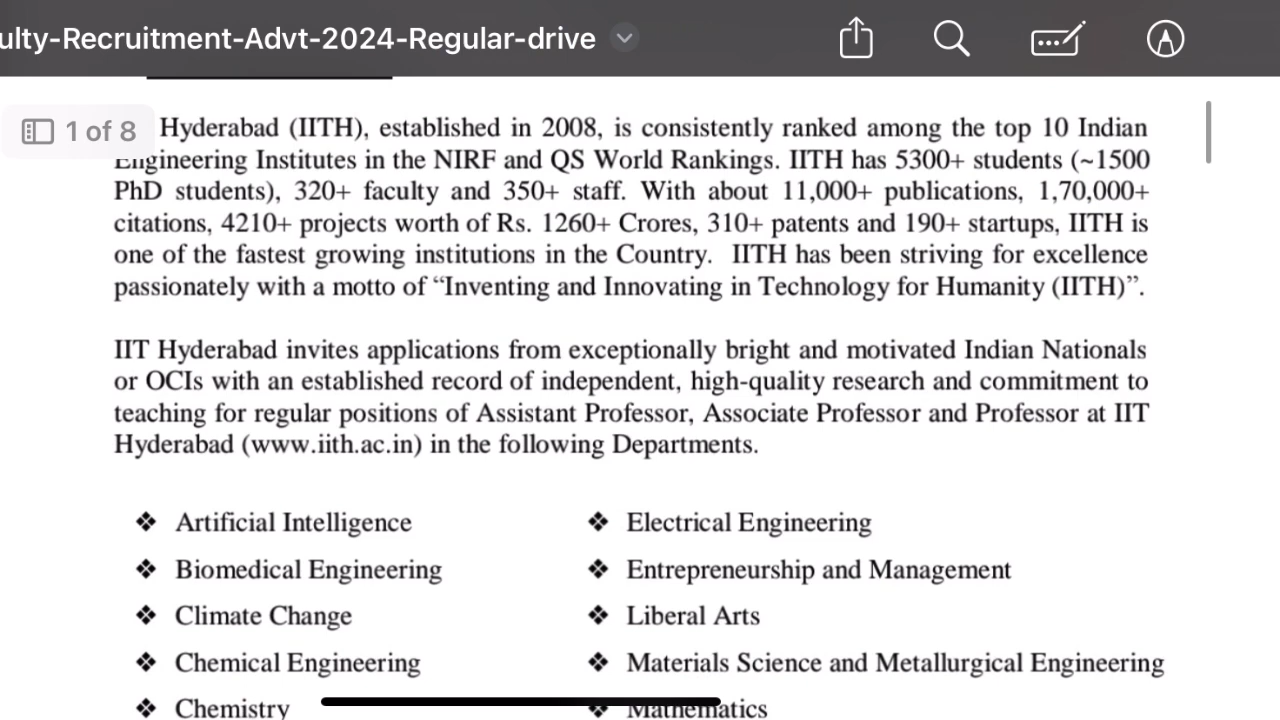 ulty-Recruitment-Advt-2024-Regular-drive
1 of 8
Hyderabad (IITH), established in 2008, is consistently ranked among the top 10 Indian
Engineering Institutes in the NIRF and QS World Rankings. IITH has 5300+ students (~1500
PhD students), 320+ faculty and 350+ staff. With about 11,000+ publications, 1,70,000+
citations, 4210+ projects worth of Rs. 1260+ Crores, 310+ patents and 190+ startups, IITH is
one of the fastest growing institutions in the Country. IITH has been striving for excellence
passionately with a motto of “Inventing and Innovating in Technology for Humanity (IITH)”.
IIT Hyderabad invites applications from exceptionally bright and motivated Indian Nationals
or OCIs with an established record of independent, high-quality research and commitment to
teaching for regular positions of Assistant Professor, Associate Professor and Professor at IIT
Hyderabad (www.iith.ac.in) in the following Departments.
❖ Artificial Intelligence
❖ Biomedical Engineering
❖ Climate Change
❖ Chemical Engineering
❖ Chemistry
❖ Electrical Engineering
❖ Entrepreneurship and Management
❖ Liberal Arts
❖ Materials Science and Metallurgical Engineering
❖ Mathematics